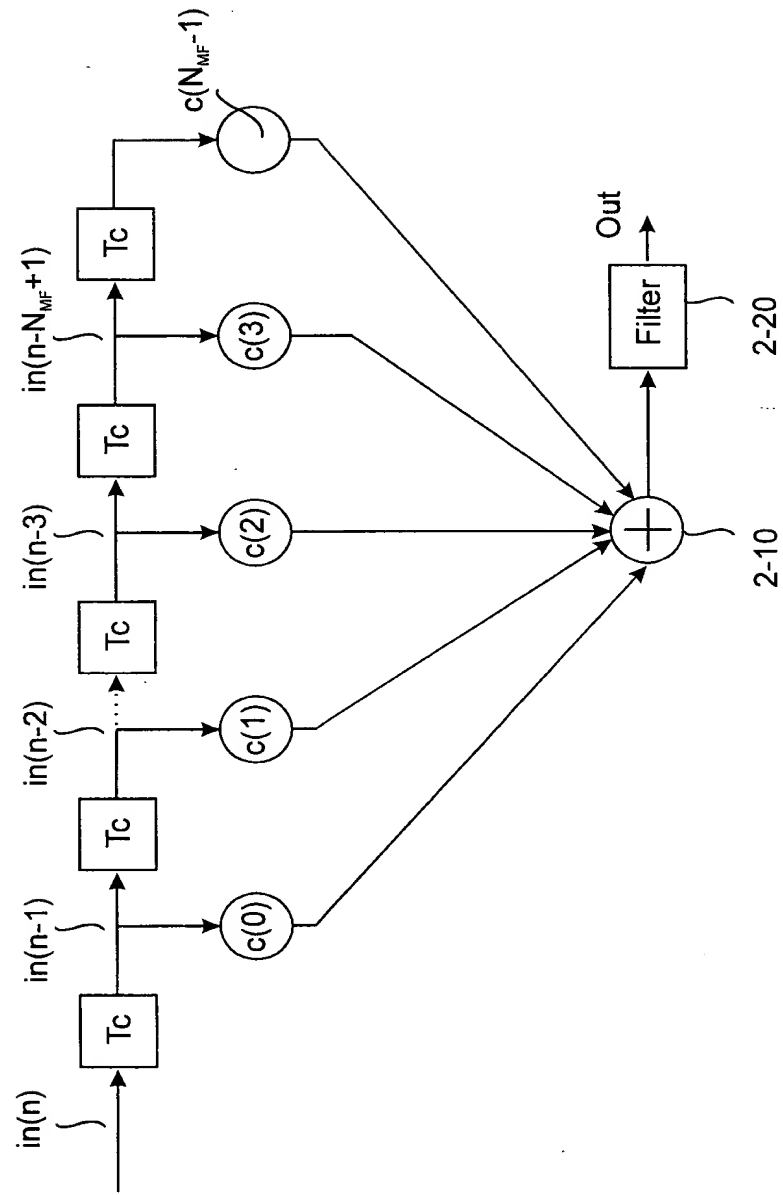 in(n)
in(n-1)
in(n-2)
in(n-3)
in(n-N_MF+1)
Tc
Tc
Tc
Tc
Tc
c(0)
c(1)
c(2)
c(3)
c(N_MF-1)
+
Filter
Out
2-10
2-20